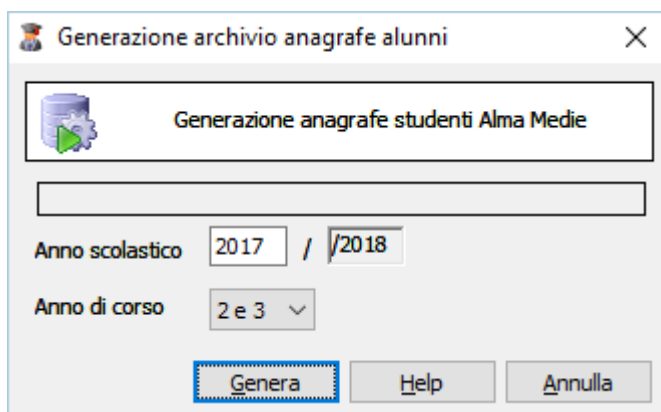 Generazione archivio anagrafe alunni
Generazione anagrafe studenti Alma Medie
Anno scolastico 2017 / /2018
Anno di corso 2 e 3
Genera Help Annulla